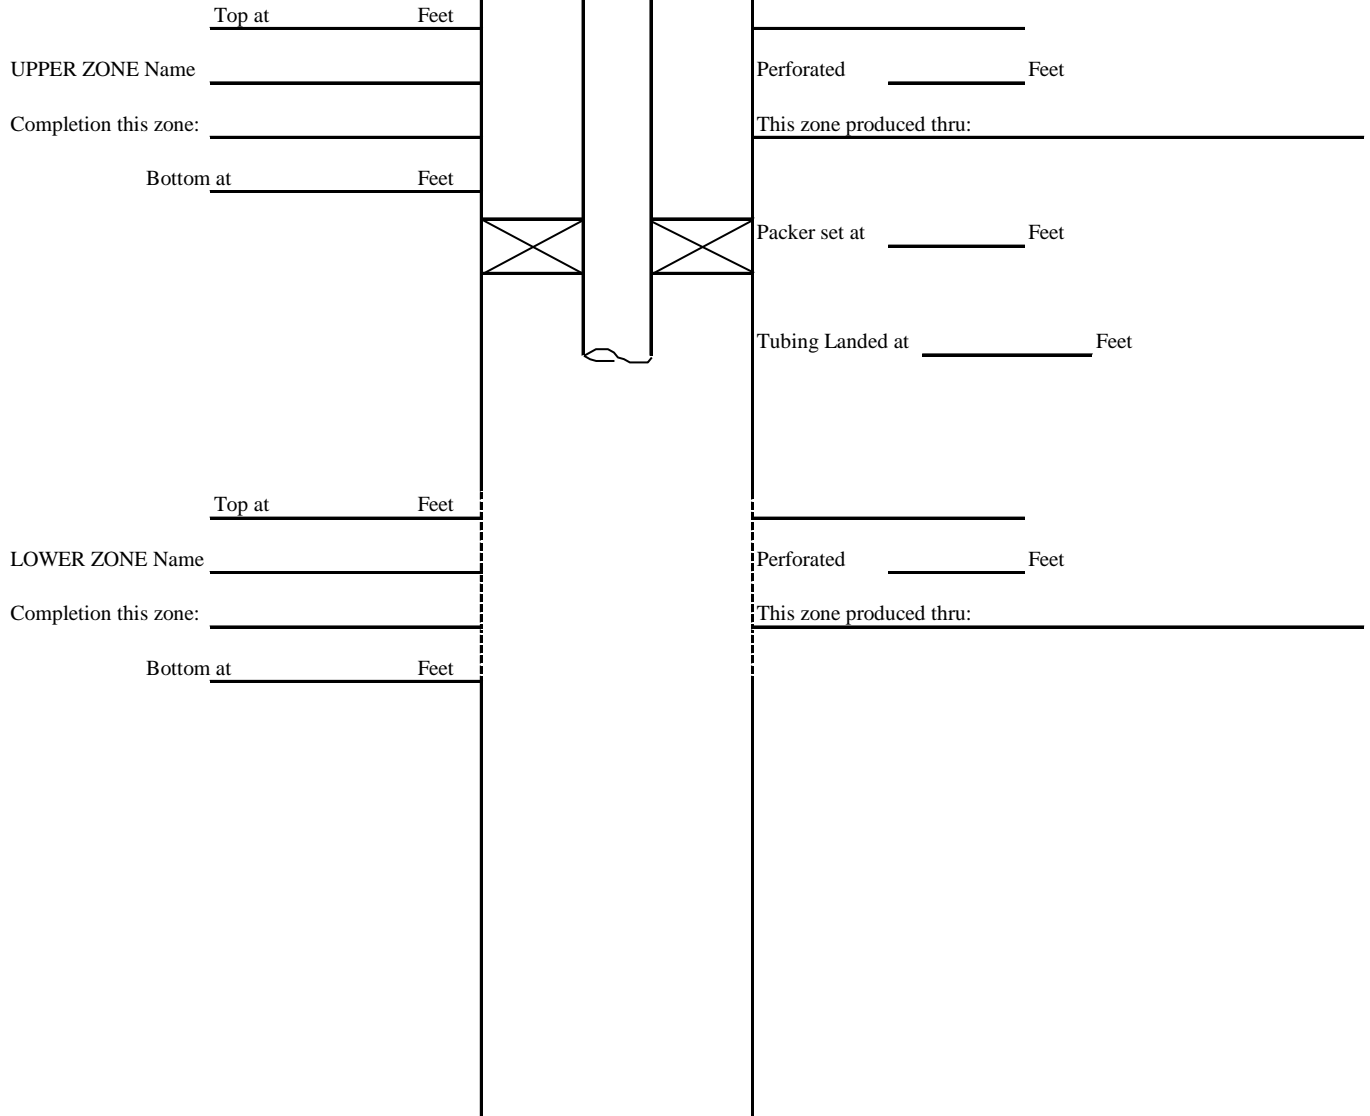 Top at Feet
UPPER ZONE Name Perforated Feet
Completion this zone: This zone produced thru:
Bottom at Feet
Packer set at Feet
Tubing Landed at Feet
Top at Feet
LOWER ZONE Name Perforated Feet
Completion this zone: This zone produced thru:
Bottom at Feet